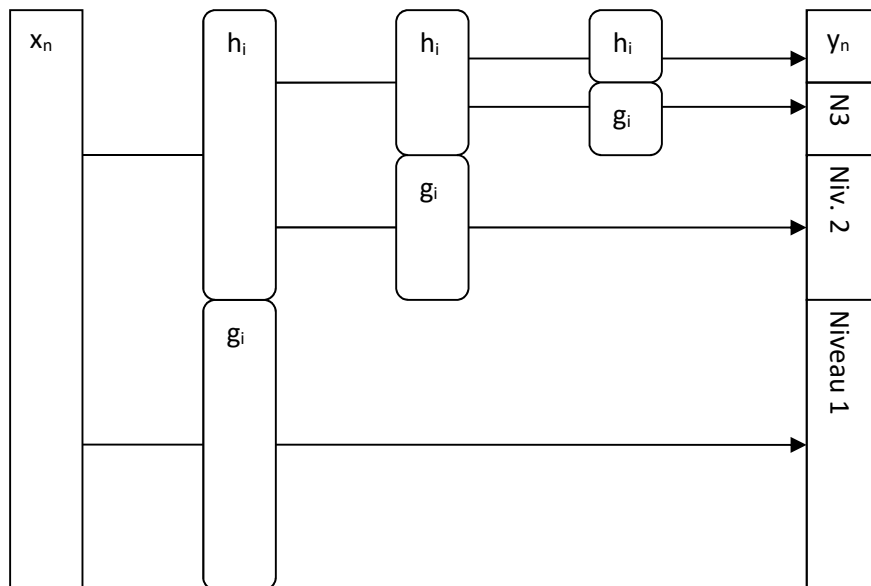 xₙ
hᵢ
hᵢ
hᵢ
yₙ
gᵢ
N3
gᵢ
Niv. 2
gᵢ
Niveau 1